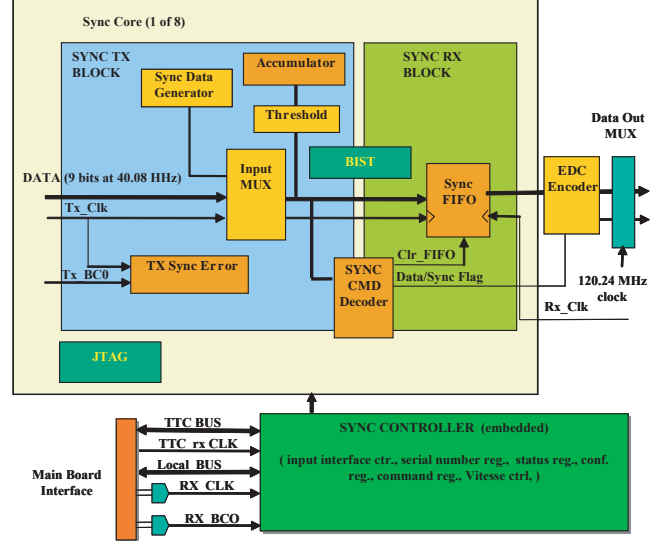 Sync Core (1 of 8)
SYNC TX
BLOCK
Sync Data
Generator
Accumulator
Threshold
SYNC RX
BLOCK
BIST
Input
MUX
Sync
FIFO
EDC
Encoder
Data Out
MUX
DATA (9 bits at 40.08 HHz)
Tx_Clk
Tx_BC0
TX Sync Error
SYNC
CMD
Decoder
Clr_FIFO
Data/Sync Flag
120.24 MHz
clock
Rx_Clk
JTAG
Main Board
Interface
TTC BUS
TTC rx CLK
Local BUS
RX CLK
RX BCO
SYNC CONTROLLER (embedded)
( input interface ctr., serial number reg., status reg., conf.
reg., command reg., Vitesse ctrl, )